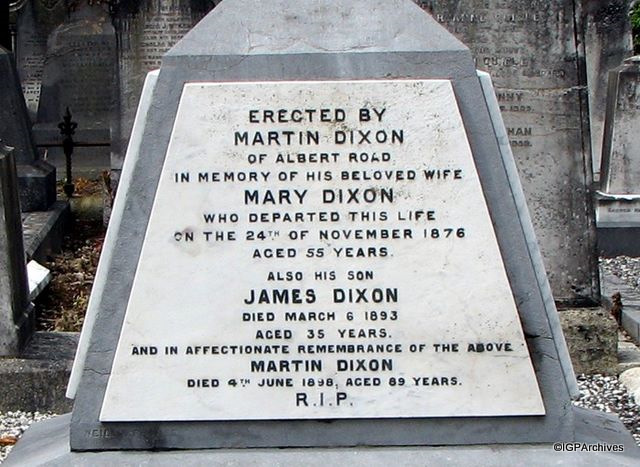 ERECTED BY
MARTIN DIXON
OF ALBERT ROAD
IN MEMORY OF HIS BELOVED WIFE
MARY DIXON
WHO DEPARTED THIS LIFE
ON THE 24TH OF NOVEMBER 1876
AGED 55 YEARS.
ALSO HIS SON
JAMES DIXON
DIED MARCH 6 1893
AGED 35 YEARS.
AND IN AFFECTIONATE REMEMBRANCE OF THE ABOVE
MARTIN DIXON
DIED 4TH JUNE 1898, AGED 89 YEARS.
R.I.P.
©IGPArchives